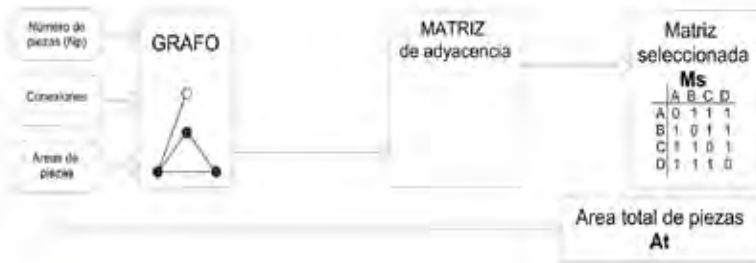 Número de
piezas (Np)
Conexiones
Áreas de
piezas
GRAFO
MATRIZ
de adyacencia
Matriz
seleccionada
Ms
A B C D
A 0 1 1 1
B 1 0 1 1
C 1 1 0 1
D 1 1 1 0
Area total de piezas
At